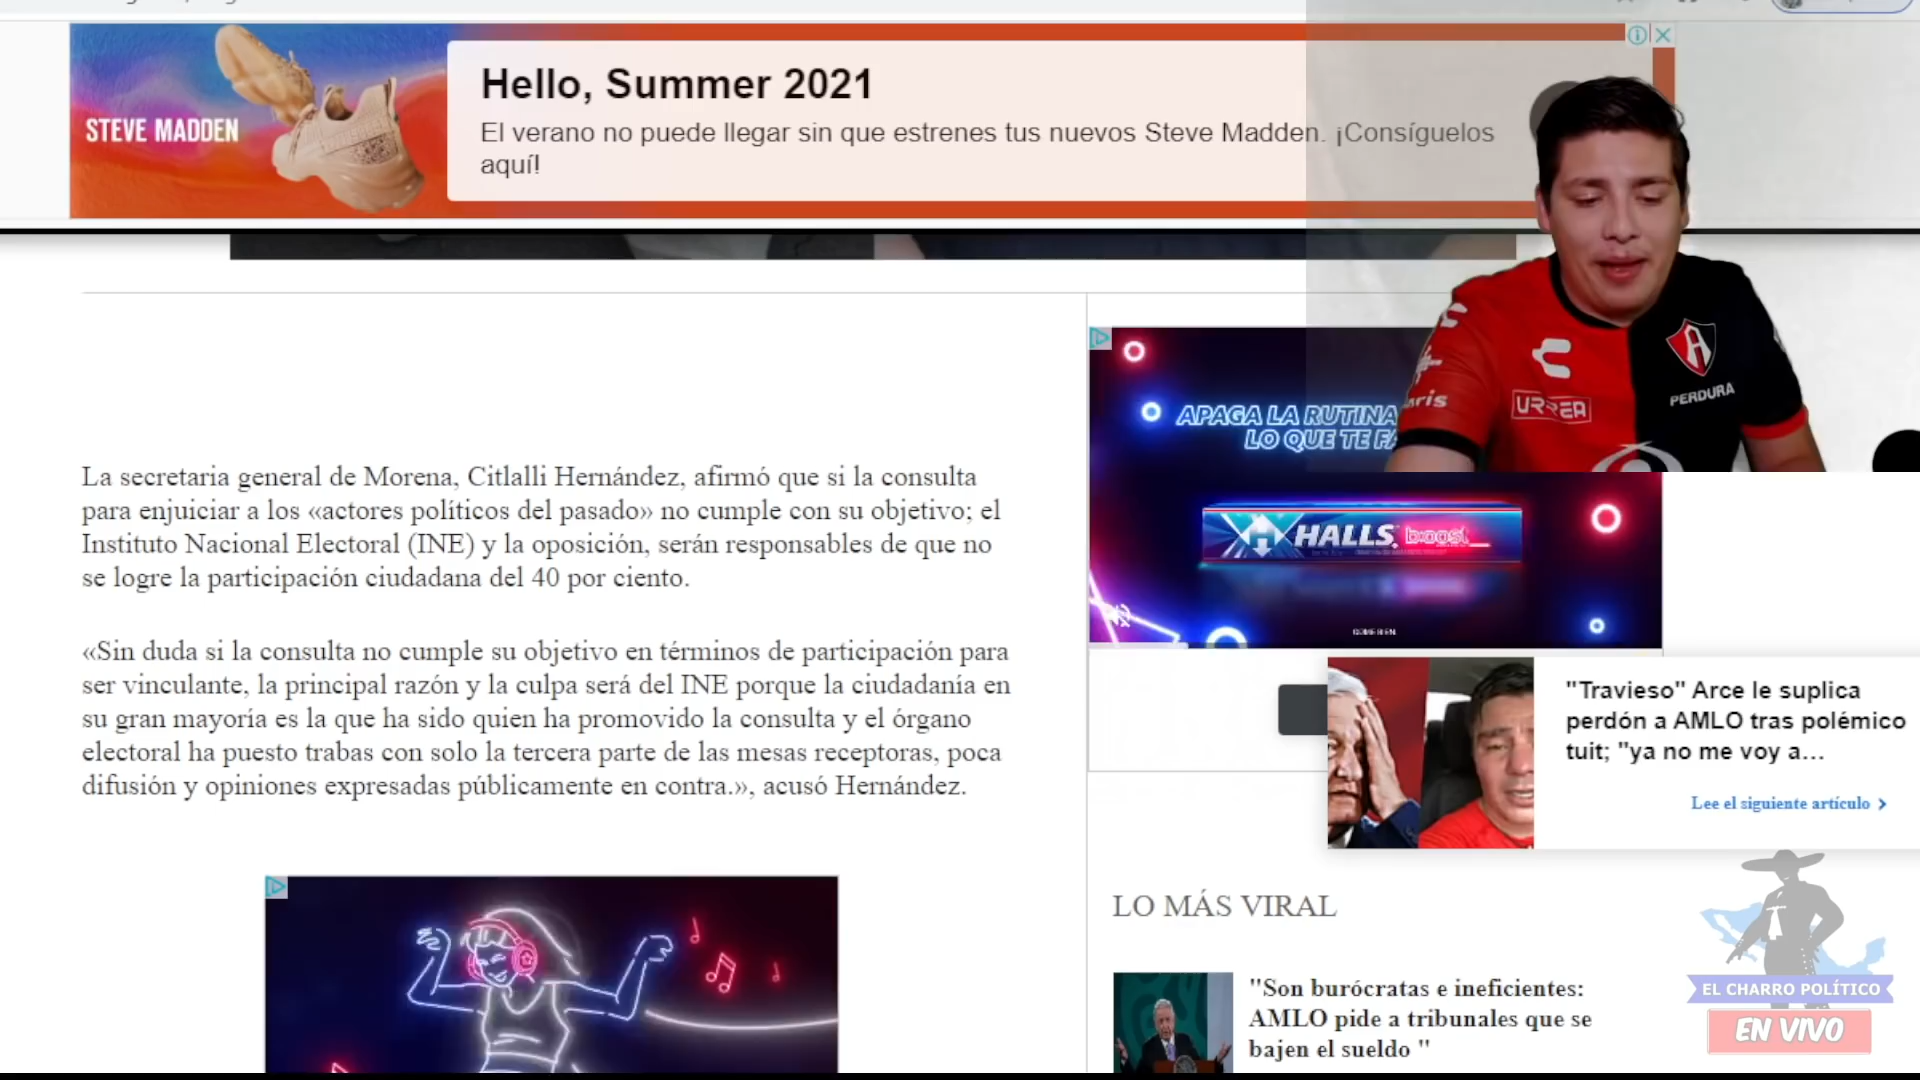 STEVE MADDEN
Hello, Summer 2021
El verano no puede llegar sin que estrenes tus nuevos Steve Madden. ¡Consíguelos
aquí!
URREA
PERDURA
APAGA LA RUTINA
LO QUE TE
La secretaria general de Morena, Citlalli Hernández, afirmó que si la consulta
para enjuiciar a los «actores políticos del pasado» no cumple con su objetivo; el
Instituto Nacional Electoral (INE) y la oposición, serán responsables de que no
se logre la participación ciudadana del 40 por ciento.
HALLS boost
COME BIEN
«Sin duda si la consulta no cumple su objetivo en términos de participación para
ser vinculante, la principal razón y la culpa será del INE porque la ciudadanía en
su gran mayoría es la que ha sido quien ha promovido la consulta y el órgano
electoral ha puesto trabas con solo la tercera parte de las mesas receptoras, poca
difusión y opiniones expresadas públicamente en contra.», acusó Hernández.
"Travieso" Arce le suplica
perdón a AMLO tras polémico
tuit; "ya no me voy a...
Lee el siguiente artículo
LO MÁS VIRAL
"Son burócratas e ineficientes:
AMLO pide a tribunales que se
bajen el sueldo "
EL CHARRO POLÍTICO
EN VIVO